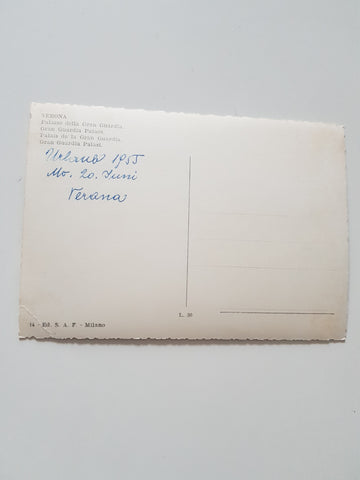 VERONA
Palazzo della Gran Guardia.
Gran Guardia Palace.
Palais de la Gran Guardia.
Gran Guardia Palast.
Urlaub 1955
Mo. 20. Juni
Verona
L. 30
14 - Ed. S. A. F. - Milano